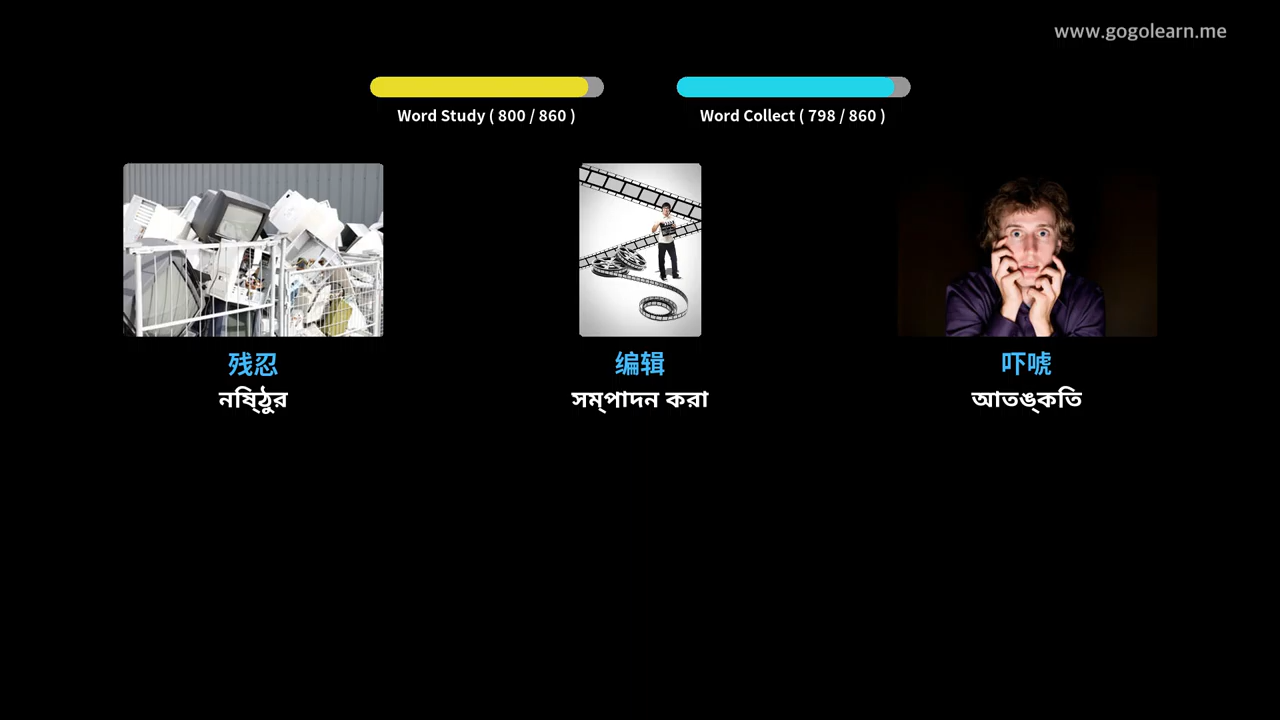 www.gogolearn.me
Word Study ( 800 / 860 )
Word Collect ( 798 / 860 )
残忍
编辑
吓唬
নিষ্ঠুর
সম্পাদন করা
আতঙ্কিত